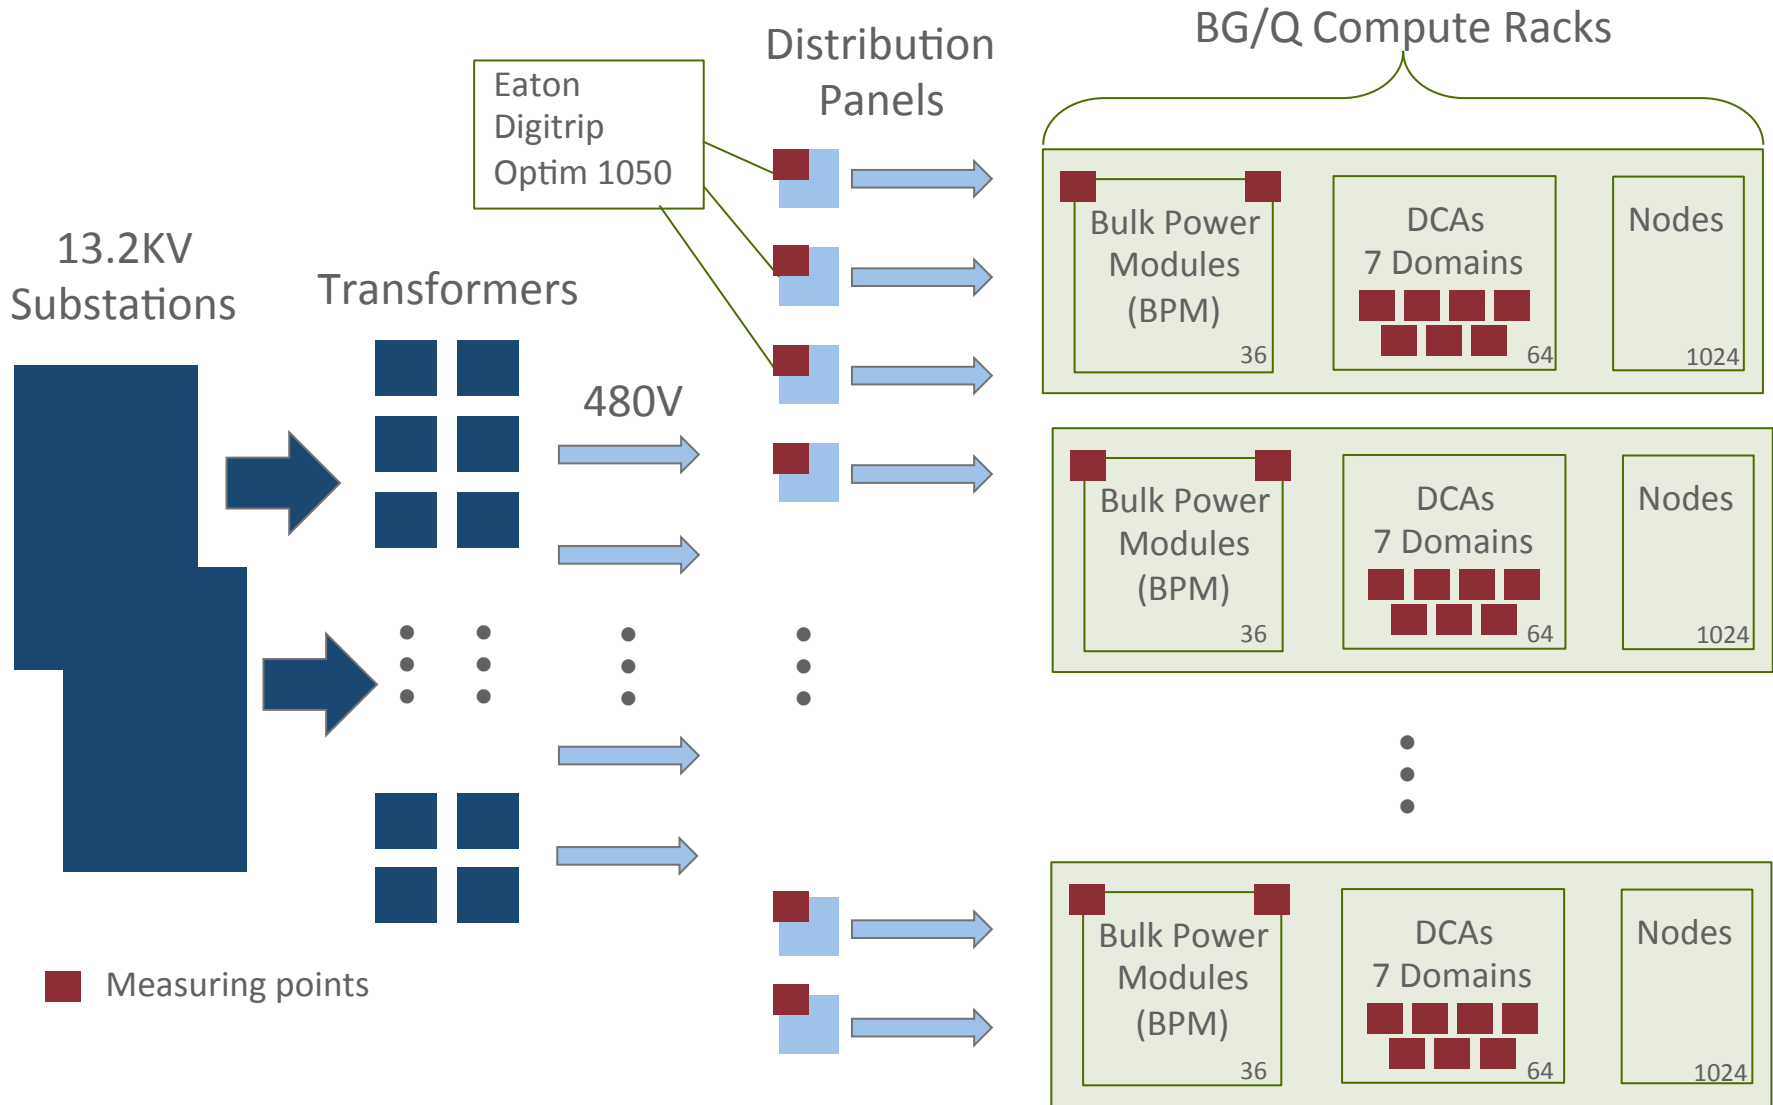 BG/Q Compute Racks
Distribution
Panels
Eaton
Digitrip
Optim 1050
13.2KV
Substations
Transformers
480V
Bulk Power
Modules
(BPM)
36
DCAs
7 Domains
64
Nodes
1024
Bulk Power
Modules
(BPM)
36
DCAs
7 Domains
64
Nodes
1024
Bulk Power
Modules
(BPM)
36
DCAs
7 Domains
64
Nodes
1024
Measuring points